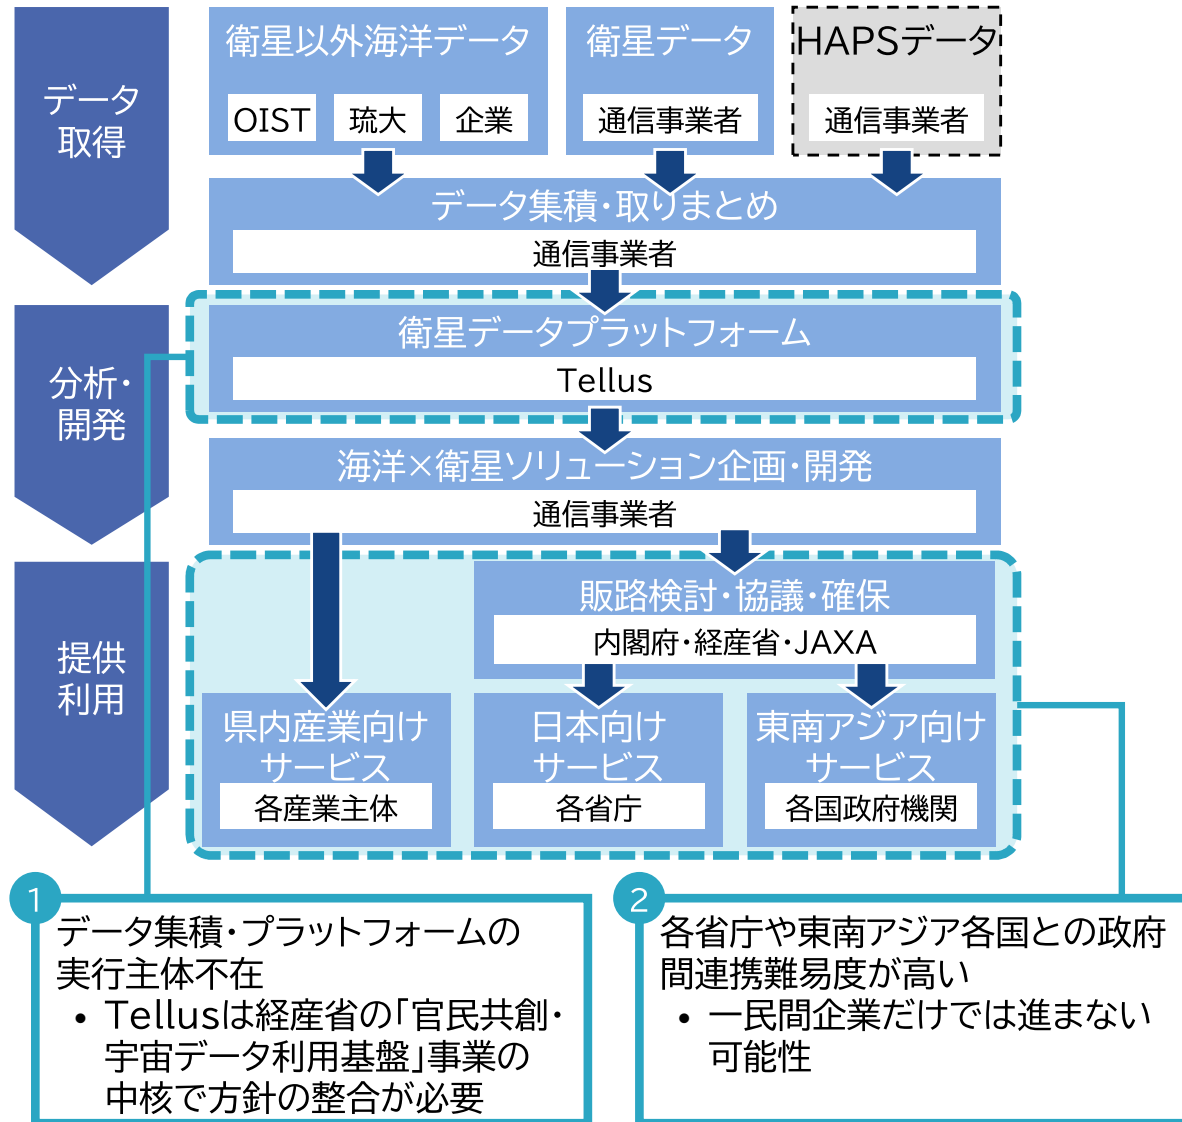 データ
取得
衛星以外海洋データ
OIST
琉大
企業
衛星データ
通信事業者
HAPSデータ
通信事業者
データ集積・取りまとめ
通信事業者
分析・
開発
衛星データプラットフォーム
Tellus
海洋×衛星ソリューション企画・開発
通信事業者
提供
利用
販路検討・協議・確保
内閣府・経産省・JAXA
県内産業向け
サービス
各産業主体
日本向け
サービス
各省庁
東南アジア向け
サービス
各国政府機関
1
データ集積・プラットフォームの
実行主体不在
• Tellusは経産省の「官民共創・
宇宙データ利用基盤」事業の
中核で方針の整合が必要
2
各省庁や東南アジア各国との政府
間連携難易度が高い
• 一民間企業だけでは進まない
可能性